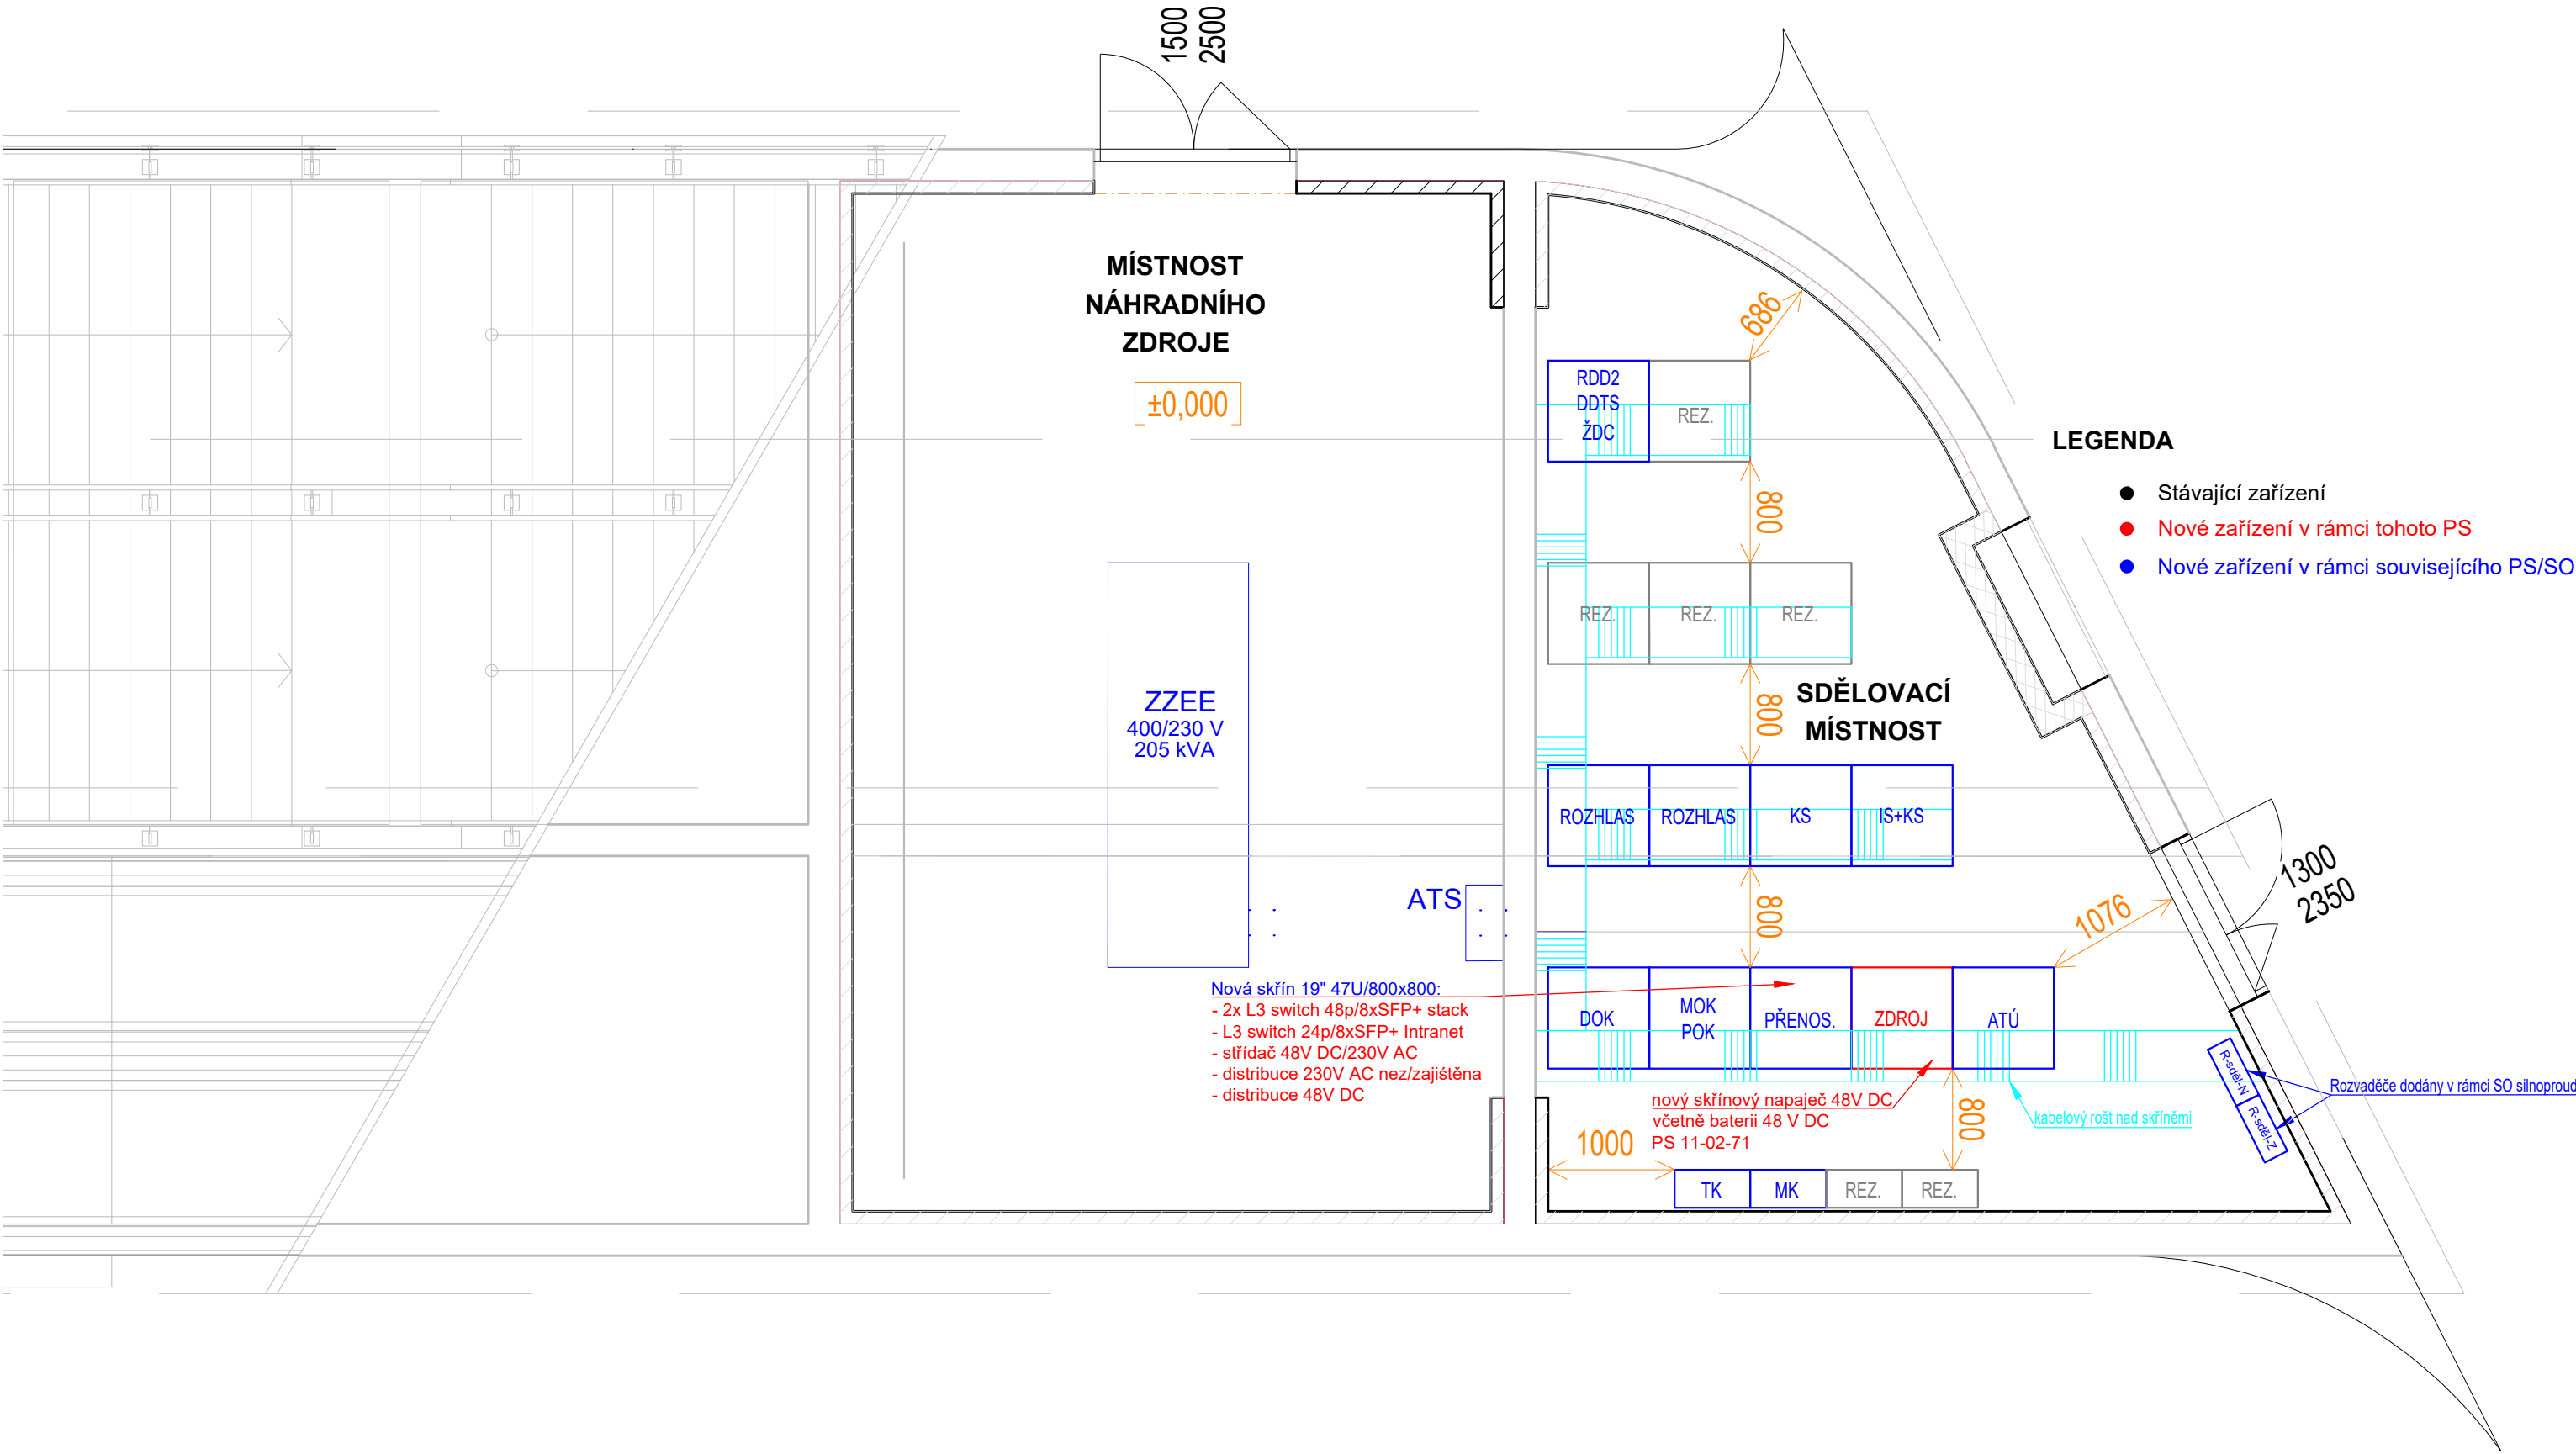 1500
2500
MÍSTNOST
NÁHRADNÍHO
ZDROJE
±0,000
686
RDD2
DDTS
ŽDC
REZ.
LEGENDA
Stávající zařízení
Nové zařízení v rámci tohoto PS
Nové zařízení v rámci souvisejícího PS/SO
800
REZ.
REZ.
REZ.
800
SDĚLOVACÍ
MÍSTNOST
ZZEE
400/230 V
205 kVA
ROZHLAS
ROZHLAS
KS
IS+KS
ATS
800
1076
1300
2350
Nová skřín 19" 47U/800x800:
- 2x L3 switch 48p/8xSFP+ stack
- L3 switch 24p/8xSFP+ Intranet
- střídač 48V DC/230V AC
- distribuce 230V AC nez/zajištěna
- distribuce 48V DC
DOK
MOK
POK
PŘENOS.
ZDROJ
ATÚ
R-sděl-N
R-sděl-Z
Rozvaděče dodány v rámci SO silnoproud
nový skřínový napaječ 48V DC
včetně baterii 48 V DC
PS 11-02-71
kabelový rošt nad skříněmi
800
1000
TK
MK
REZ.
REZ.